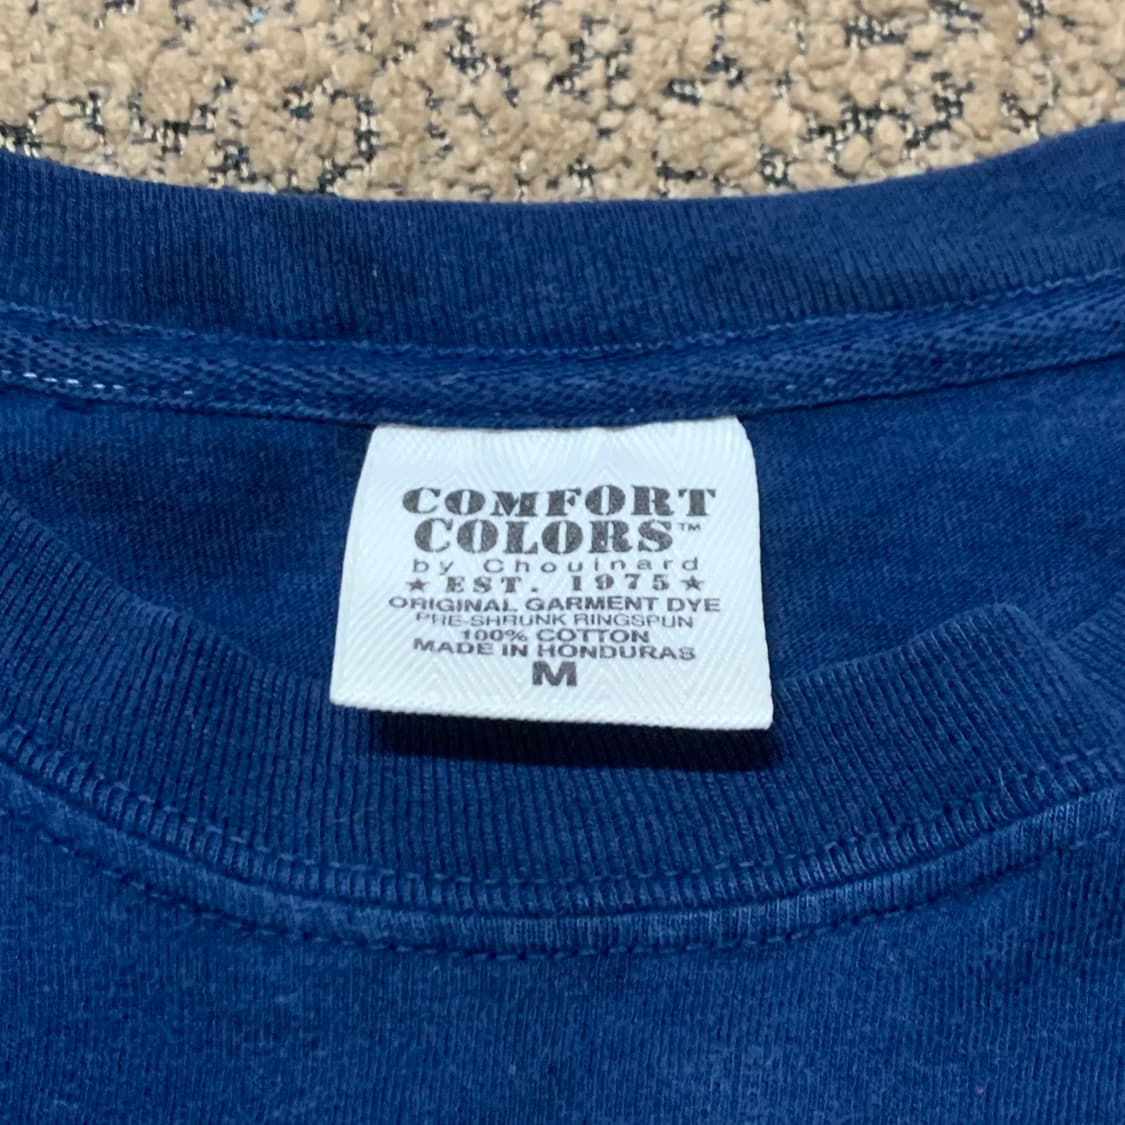 COMFORT
COLORS™
by Chouinard
★ EST. 1975 ★
ORIGINAL GARMENT DYE
PRE-SHRUNK RINGSPUN
100% COTTON
MADE IN HONDURAS
M